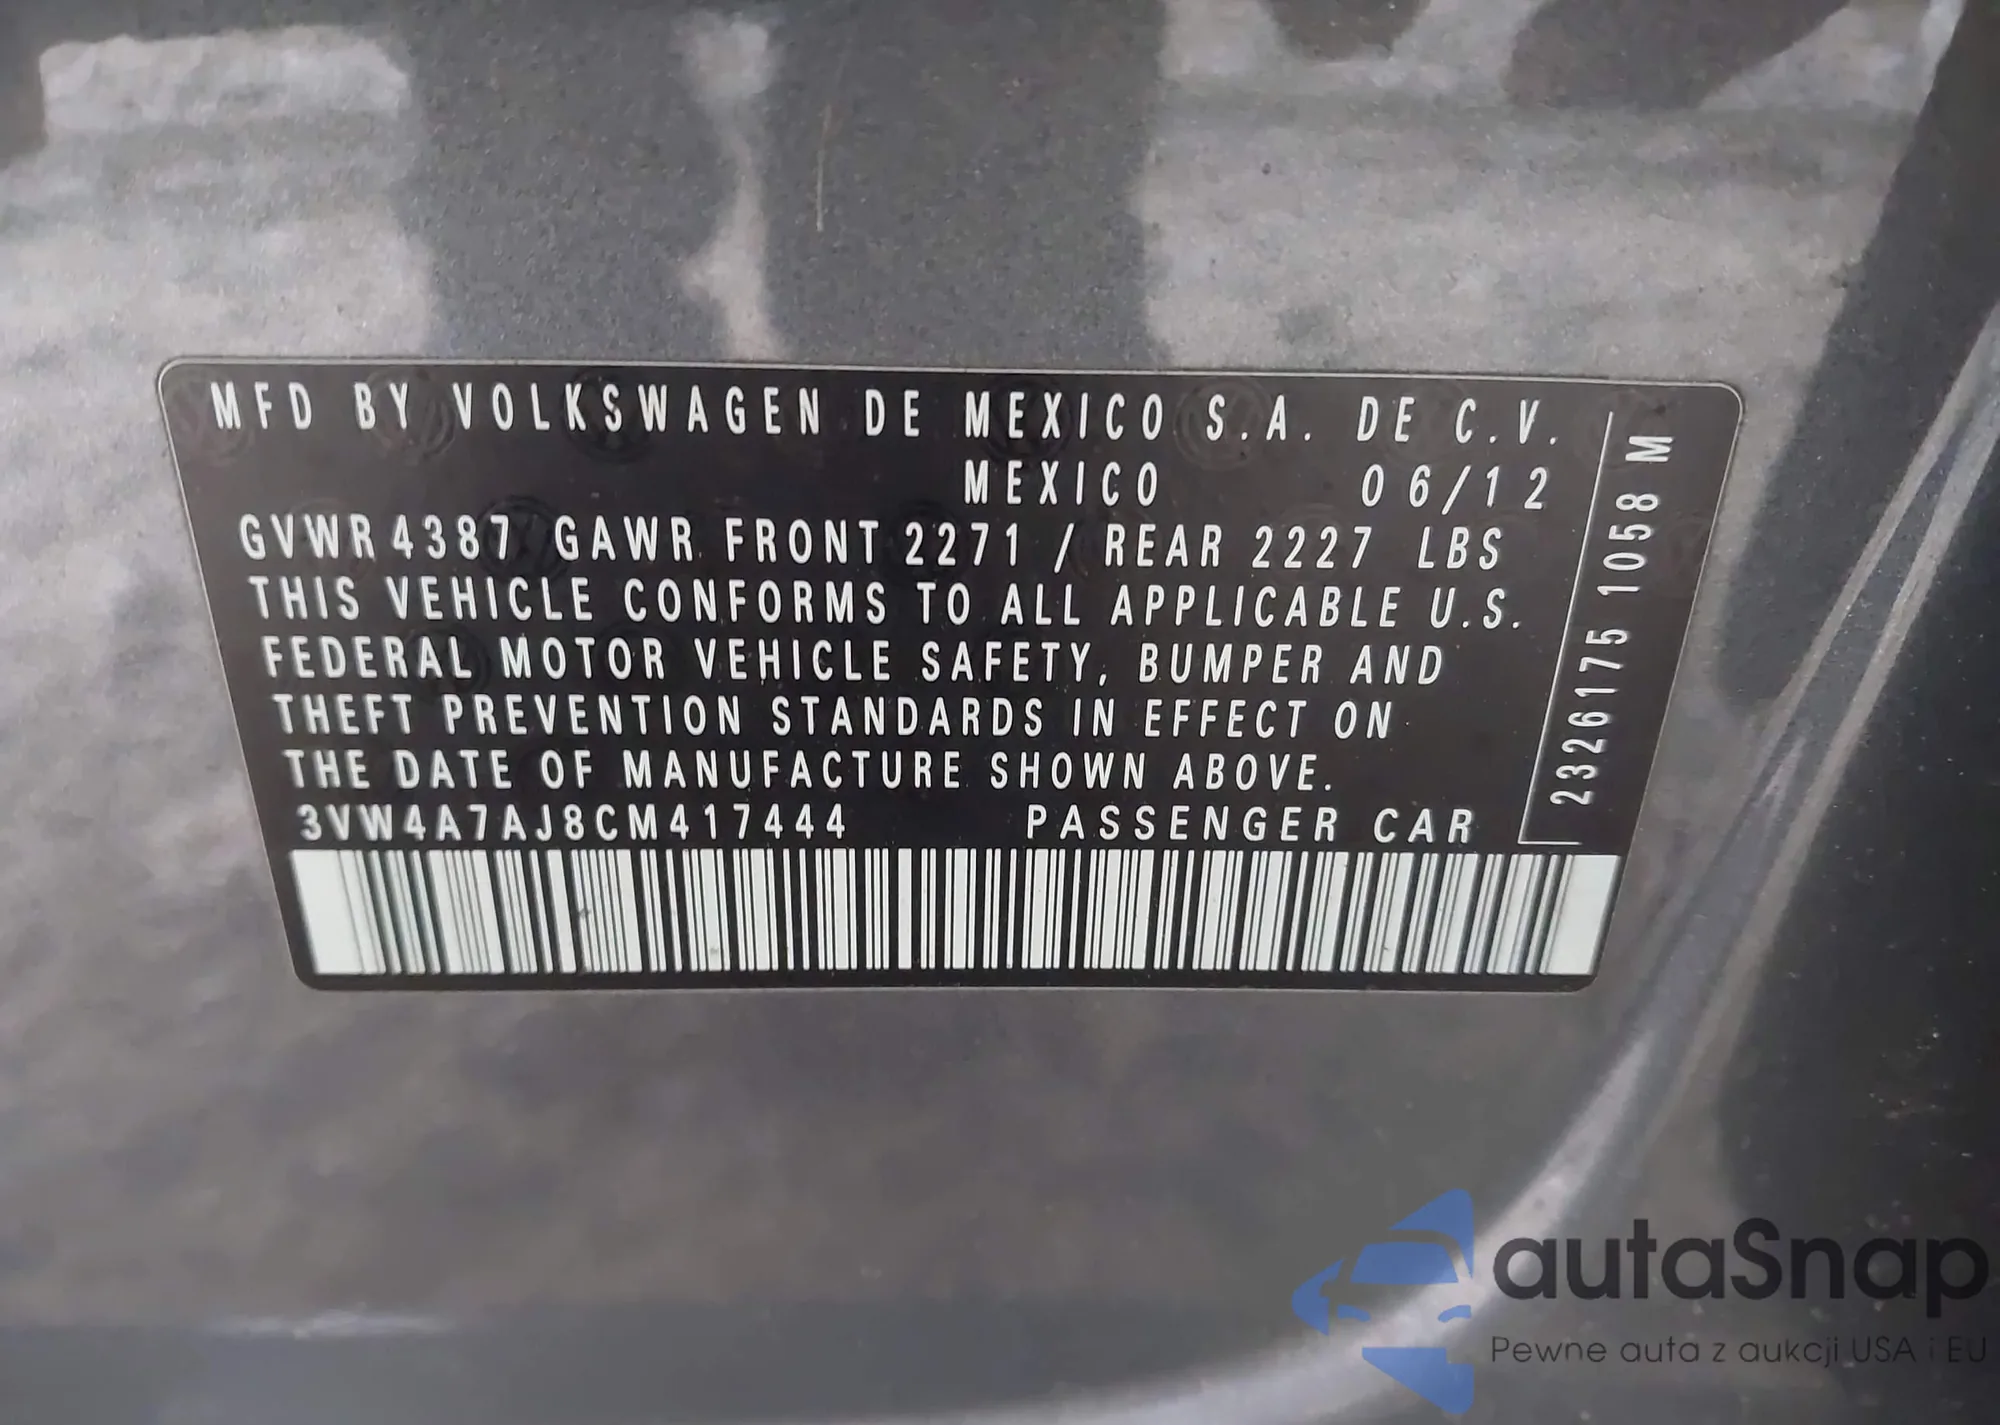 MFD BY VOLKSWAGEN DE MEXICO S.A. DE C.V.
MEXICO 06/12
GVWR 4387 GAWR FRONT 2271 / REAR 2227 LBS
THIS VEHICLE CONFORMS TO ALL APPLICABLE U.S.
FEDERAL MOTOR VEHICLE SAFETY, BUMPER AND
THEFT PREVENTION STANDARDS IN EFFECT ON
THE DATE OF MANUFACTURE SHOWN ABOVE.
3VW4A7AJ8CM417444 PASSENGER CAR
2326175 1058 M
autaSnap
Pewne auta z aukcji USA i EU